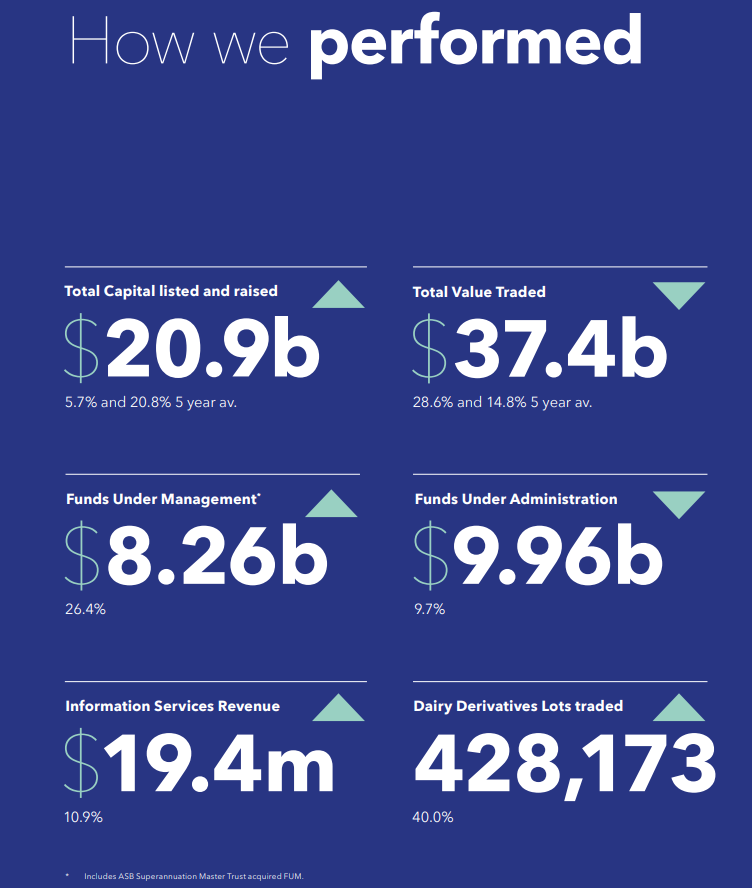 How we performed
Total Capital listed and raised
$20.9b
5.7% and 20.8% 5 year av.
Total Value Traded
$37.4b
28.6% and 14.8% 5 year av.
Funds Under Management*
$8.26b
26.4%
Funds Under Administration
$9.96b
9.7%
Information Services Revenue
$19.4m
10.9%
Dairy Derivatives Lots traded
428,173
40.0%
* Includes ASB Superannuation Master Trust acquired FUM.